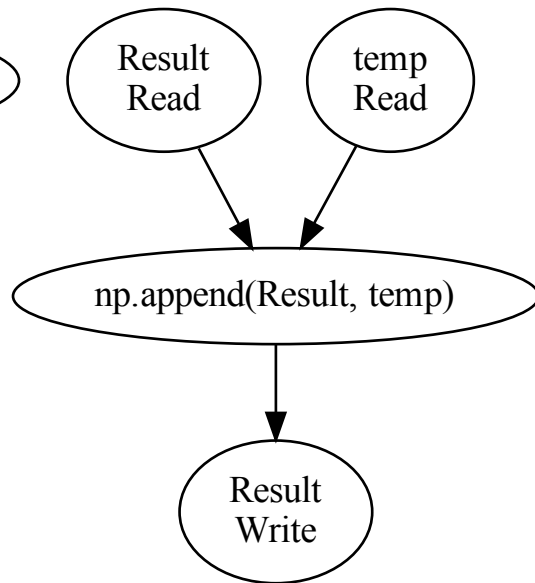 Result
Read
temp
Read
np.append(Result, temp)
Result
Write